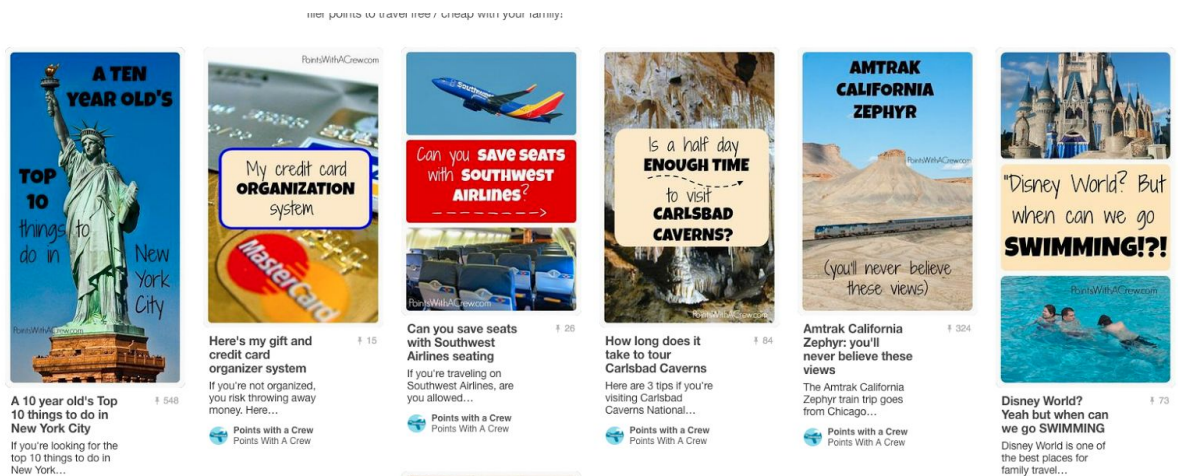 tier points to travel free / cheap with your family!
A TEN
YEAR OLD'S
TOP
10
things to
do in
New
York
City
PointsWithACrew.com
A 10 year old's Top
10 things to do in
New York City
548
If you're looking for the
top 10 things to do in
New York...
PointsWithACrew.com
My credit card
ORGANIZATION
system
MasterCard
Here's my gift and
credit card
organizer system
15
If you're not organized,
you risk throwing away
money. Here...
Points with a Crew
Points With A Crew
Southwest
Can you SAVE SEATS
with SOUTHWEST
AIRLINES?
PointsWithACrew.com
Can you save seats
with Southwest
Airlines seating
26
If you're traveling on
Southwest Airlines, are
you allowed...
Points with a Crew
Points With A Crew
Is a half day
ENOUGH TIME
to visit
CARLSBAD
CAVERNS?
PointsWithACrew.com
How long does it
take to tour
Carlsbad Caverns
84
Here are 3 tips if you're
visiting Carlsbad
Caverns National...
Points with a Crew
Points With A Crew
AMTRAK
CALIFORNIA
ZEPHYR
PointsWithACrew.com
(you'll never believe
these views)
Amtrak California
Zephyr: you'll
never believe these
views
324
The Amtrak California
Zephyr train trip goes
from Chicago...
Points with a Crew
Points With A Crew
"Disney World? But
when can we go
SWIMMING!?!
PointsWithACrew.com
Disney World?
Yeah but when can
we go SWIMMING
73
Disney World is one of
the best places for
family travel...